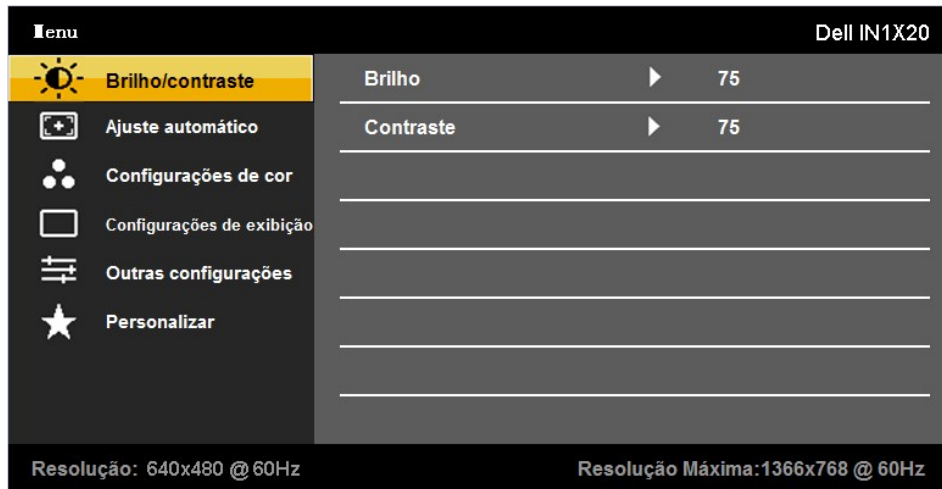 Menu
Dell IN1X20
Brilho/contraste
Brilho 75
Ajuste automático
Contraste 75
Configurações de cor
Configurações de exibição
Outras configurações
Personalizar
Resolução: 640x480 @ 60Hz
Resolução Máxima:1366x768 @ 60Hz